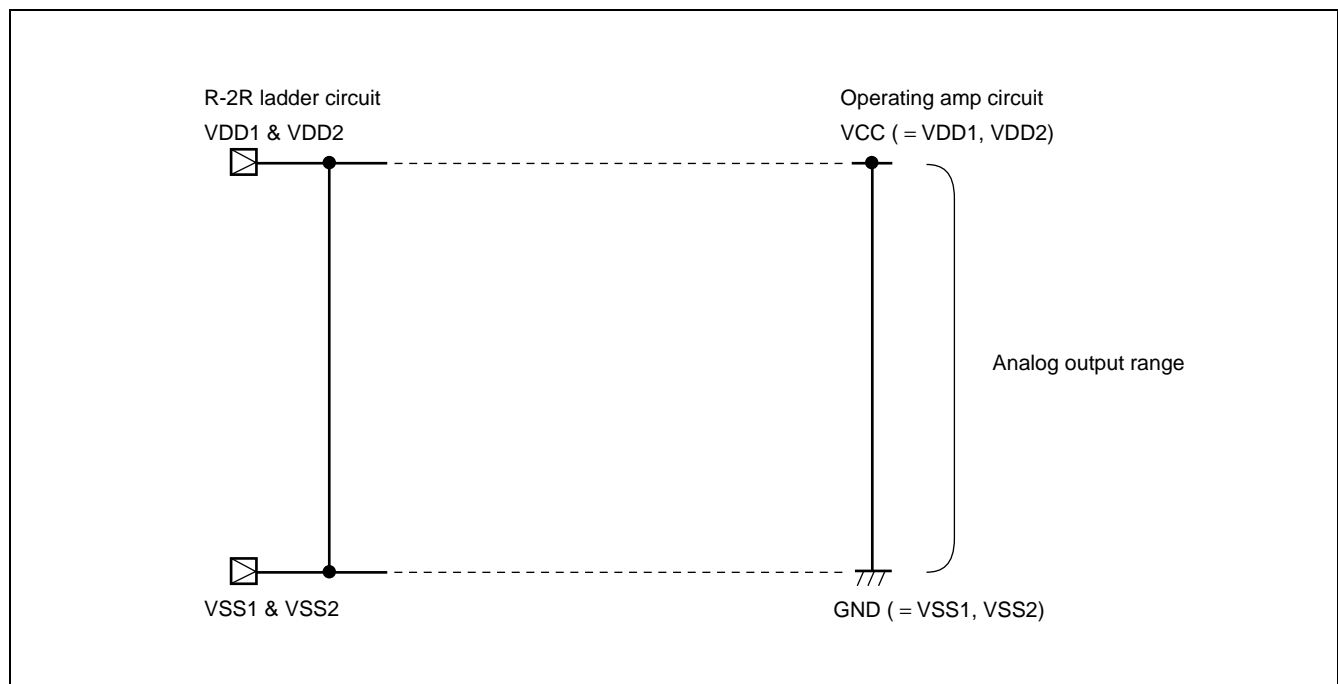 R-2R ladder circuit
VDD1 & VDD2
Operating amp circuit
VCC ( = VDD1, VDD2)
Analog output range
VSS1 & VSS2
GND ( = VSS1, VSS2)